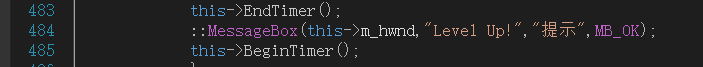 483 this->EndTimer();
484 ::MessageBox(this->m_hwnd,"Level Up!","提示",MB_OK);
485 this->BeginTimer();